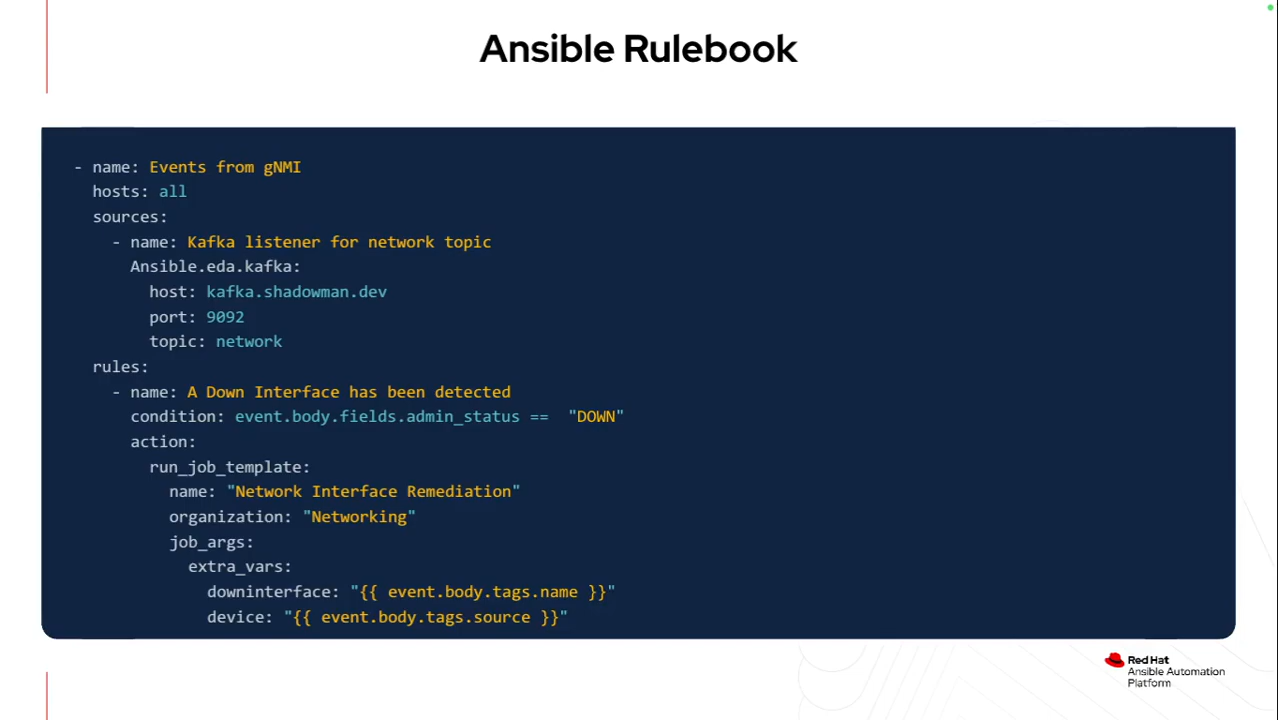 Ansible Rulebook
- name: Events from gNMI
  hosts: all
  sources:
    - name: Kafka listener for network topic
      Ansible.eda.kafka:
        host: kafka.shadowman.dev
        port: 9092
        topic: network
  rules:
    - name: A Down Interface has been detected
      condition: event.body.fields.admin_status ==  "DOWN"
      action:
        run_job_template:
          name: "Network Interface Remediation"
          organization: "Networking"
          job_args:
            extra_vars:
              downinterface: "{{ event.body.tags.name }}"
              device: "{{ event.body.tags.source }}"
Red Hat
Ansible Automation
Platform